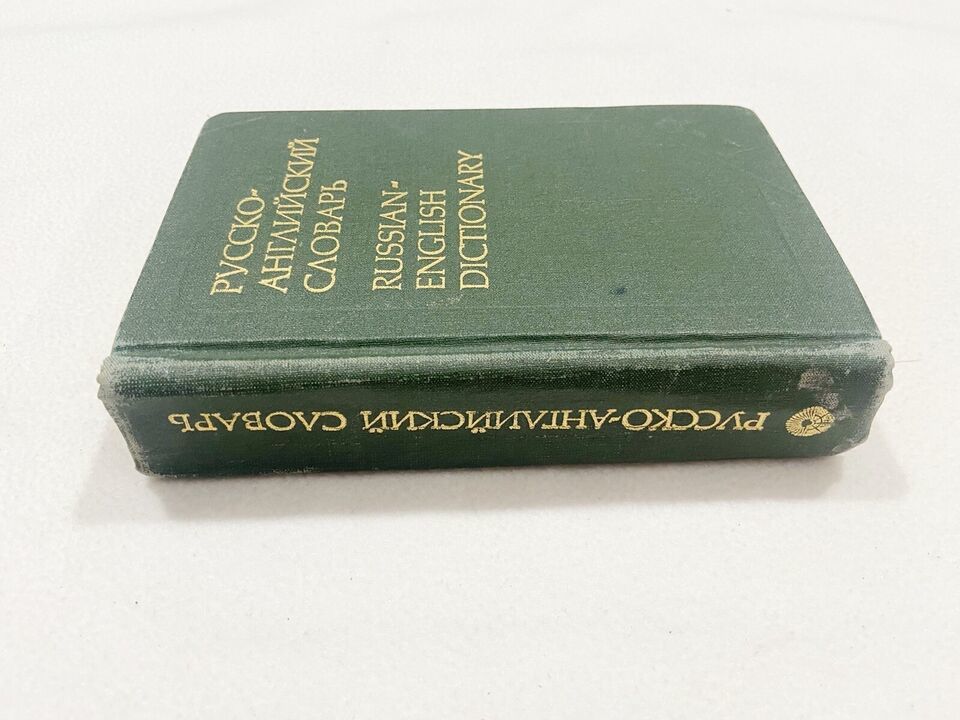 РУССКО-
АНГЛИЙСКИЙ
СЛОВАРЬ
RUSSIAN-
ENGLISH
DICTIONARY
РУССКО-АНГЛИЙСКИЙ СЛОВАРЬ